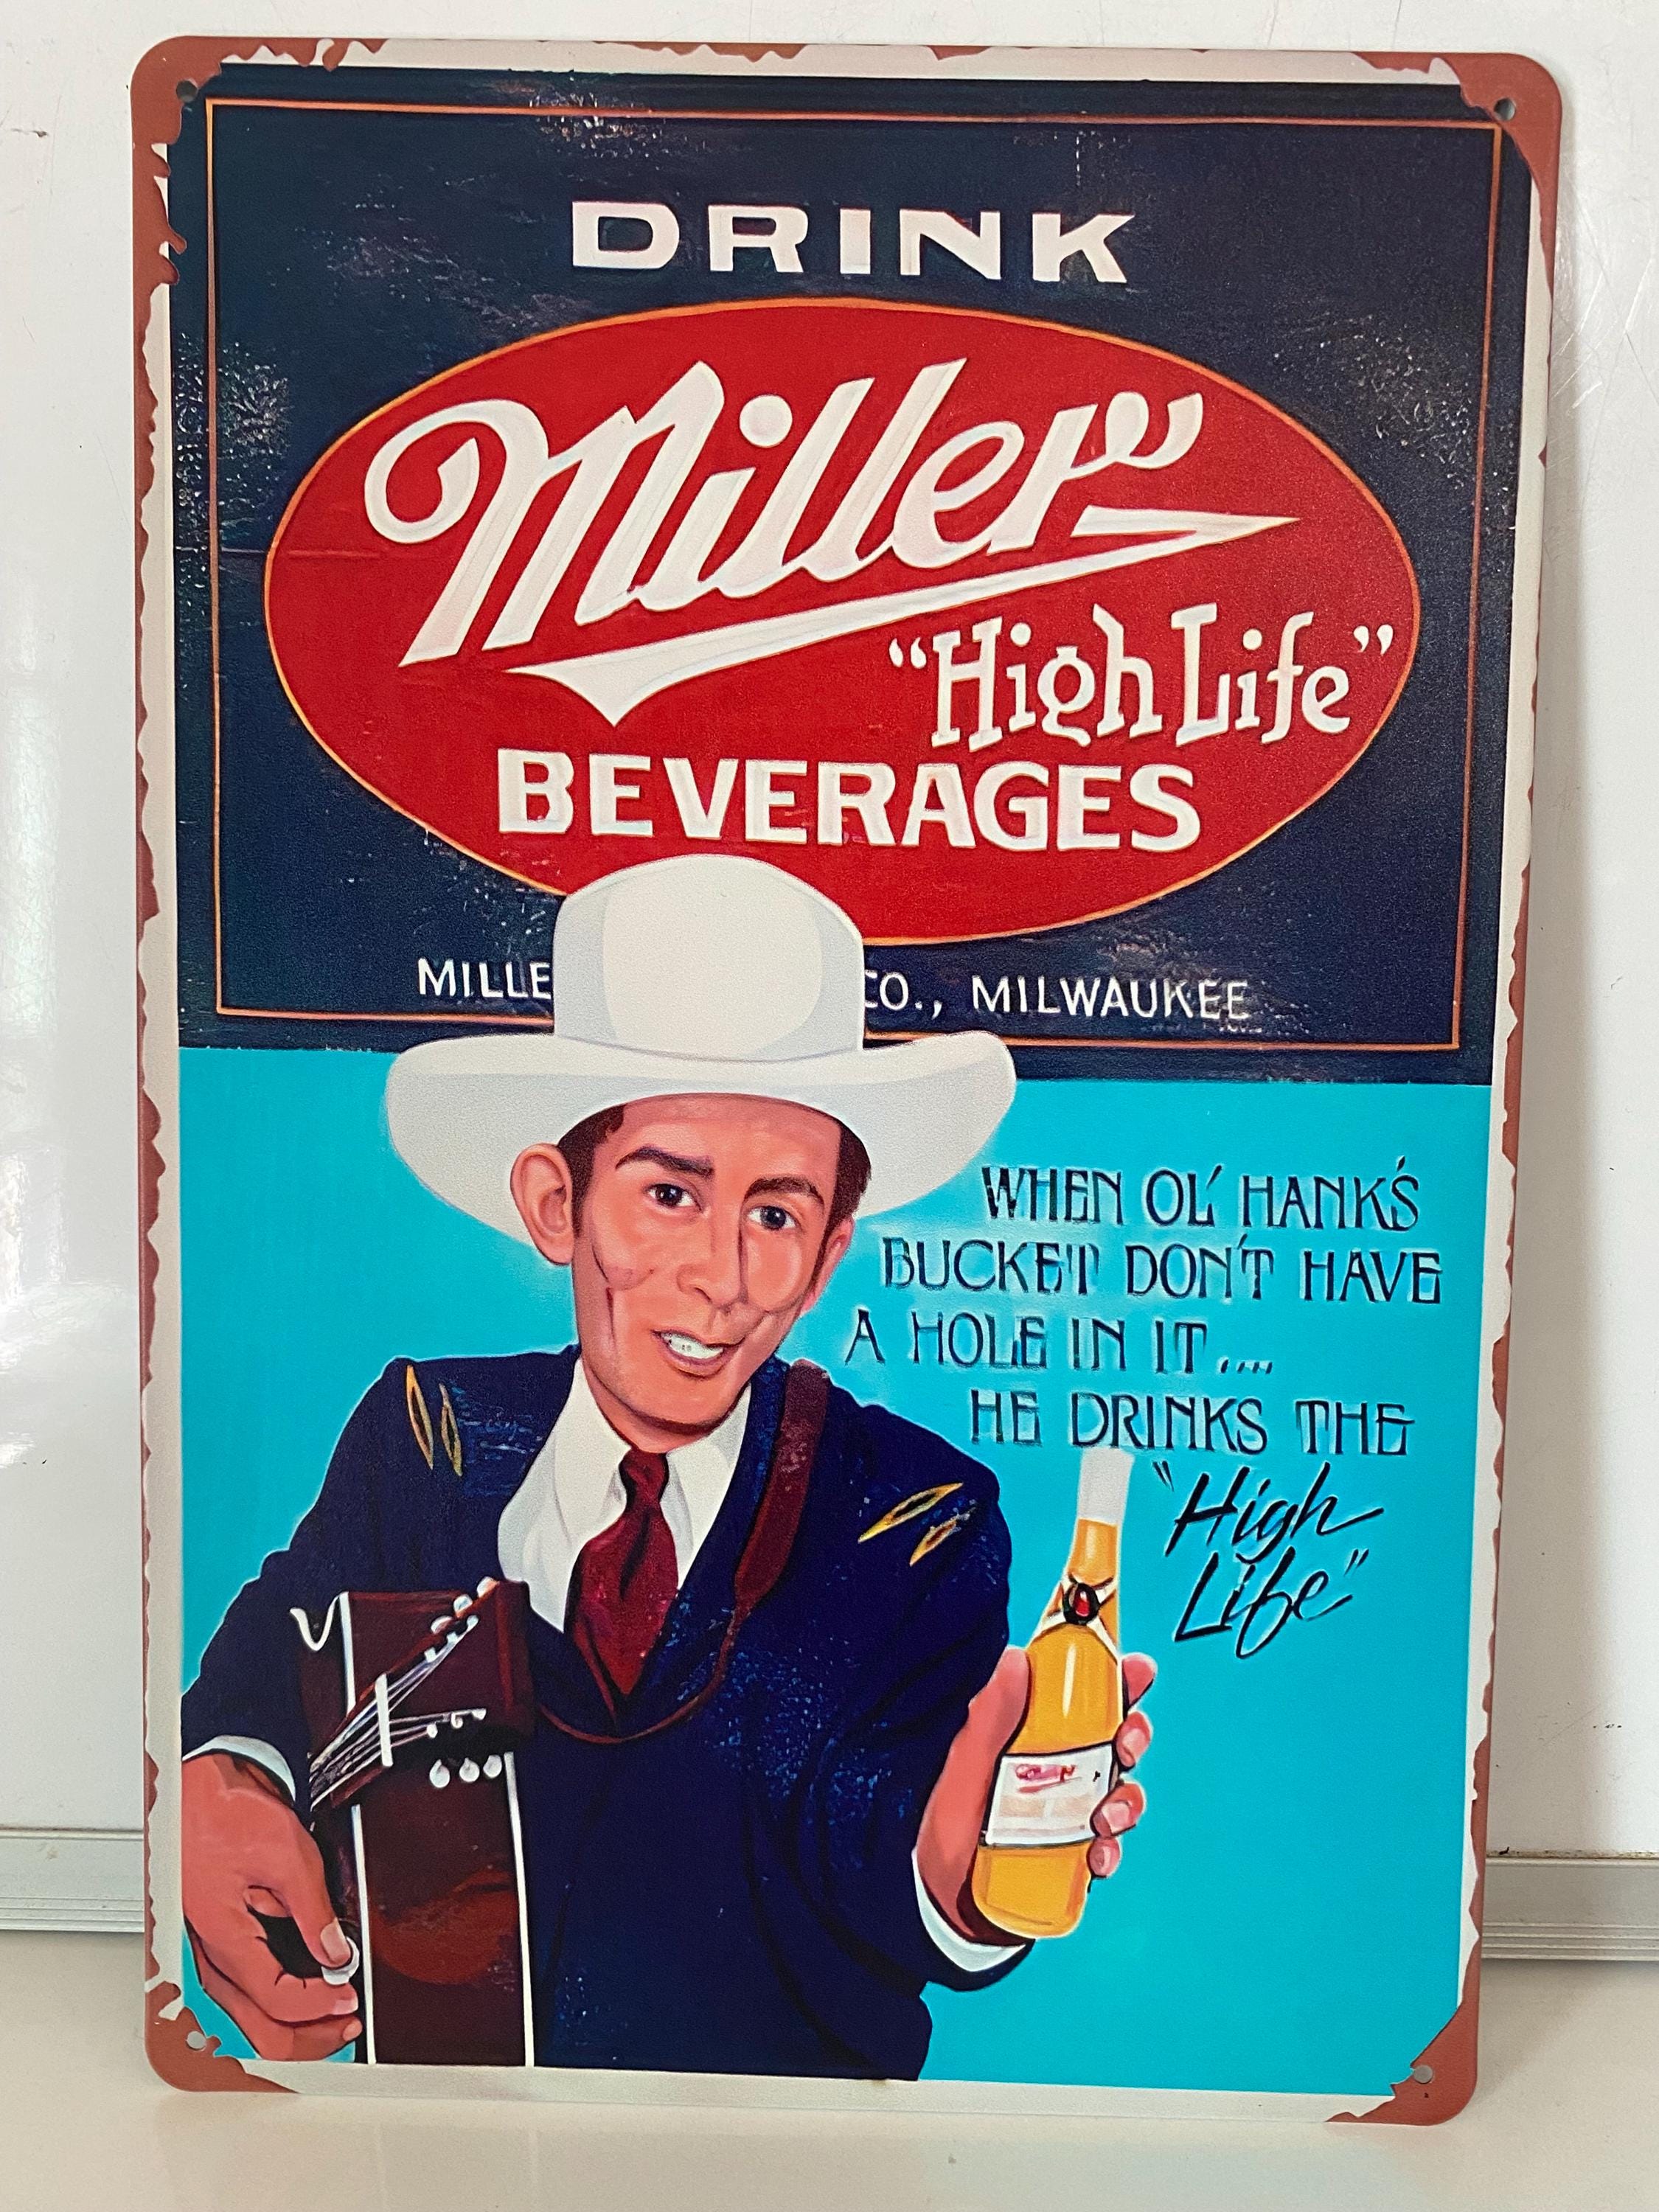 DRINK
Miller
"High Life"
BEVERAGES
MILLE CO., MILWAUKEE
WHEN OL' HANK'S
BUCKET DON'T HAVE
A HOLE IN IT....
HE DRINKS THE
"High
Life"